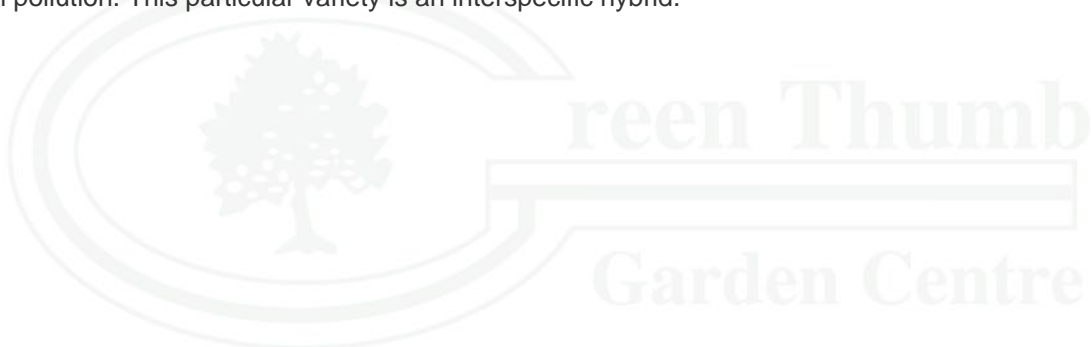 pollution. This particular variety is an interspecific hybrid.
reen Thumb
Garden Centre